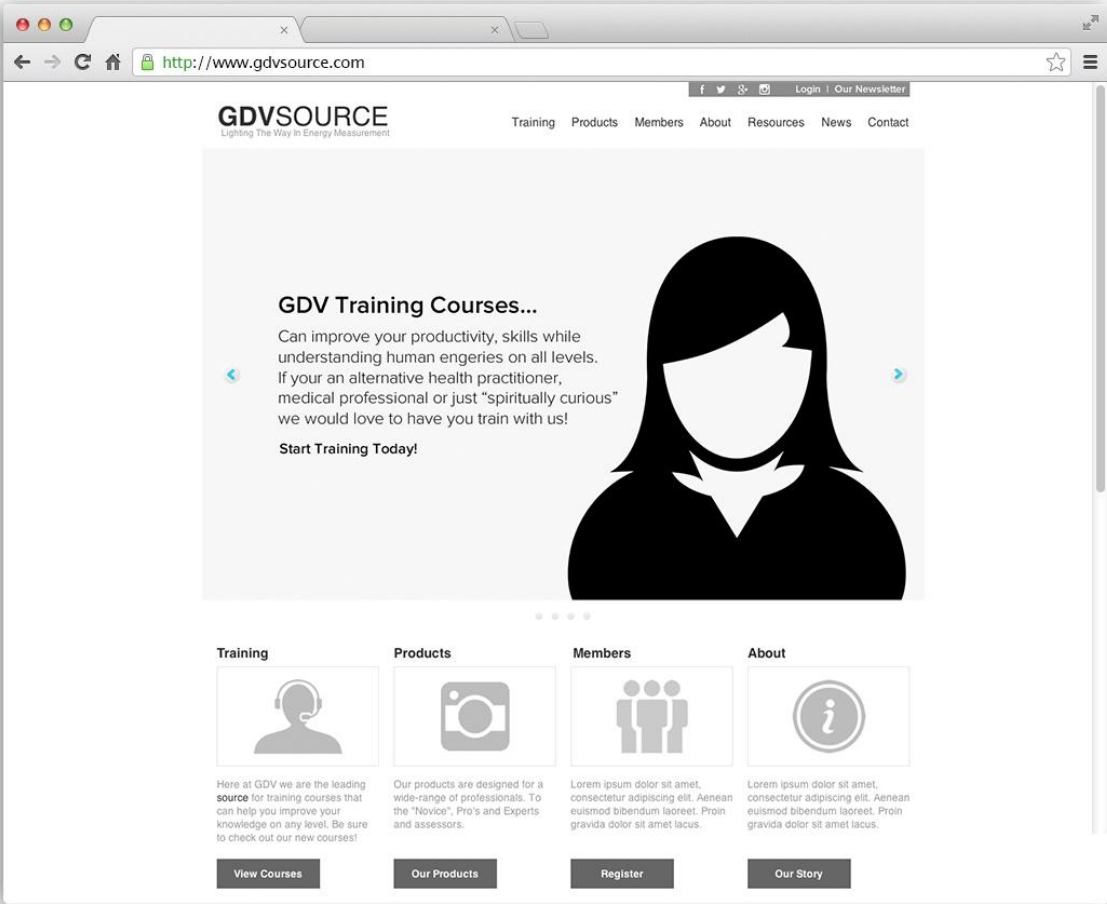 http://www.gdvsource.com
Login | Our Newsletter
GDVSOURCE
Lighting The Way In Energy Measurement
Training Products Members About Resources News Contact
GDV Training Courses...
Can improve your productivity, skills while
understanding human engeries on all levels.
If your an alternative health practitioner,
medical professional or just “spiritually curious”
we would love to have you train with us!
Start Training Today!
Training
Here at GDV we are the leading
source for training courses that
can help you improve your
knowledge on any level. Be sure
to check out our new courses!
View Courses
Products
Our products are designed for a
wide-range of professionals. To
the "Novice", Pro's and Experts
and assessors.
Our Products
Members
Lorem ipsum dolor sit amet,
consectetur adipiscing elit. Aenean
euismod bibendum laoreet. Proin
gravida dolor sit amet lacus.
Register
About
Lorem ipsum dolor sit amet,
consectetur adipiscing elit. Aenean
euismod bibendum laoreet. Proin
gravida dolor sit amet lacus.
Our Story